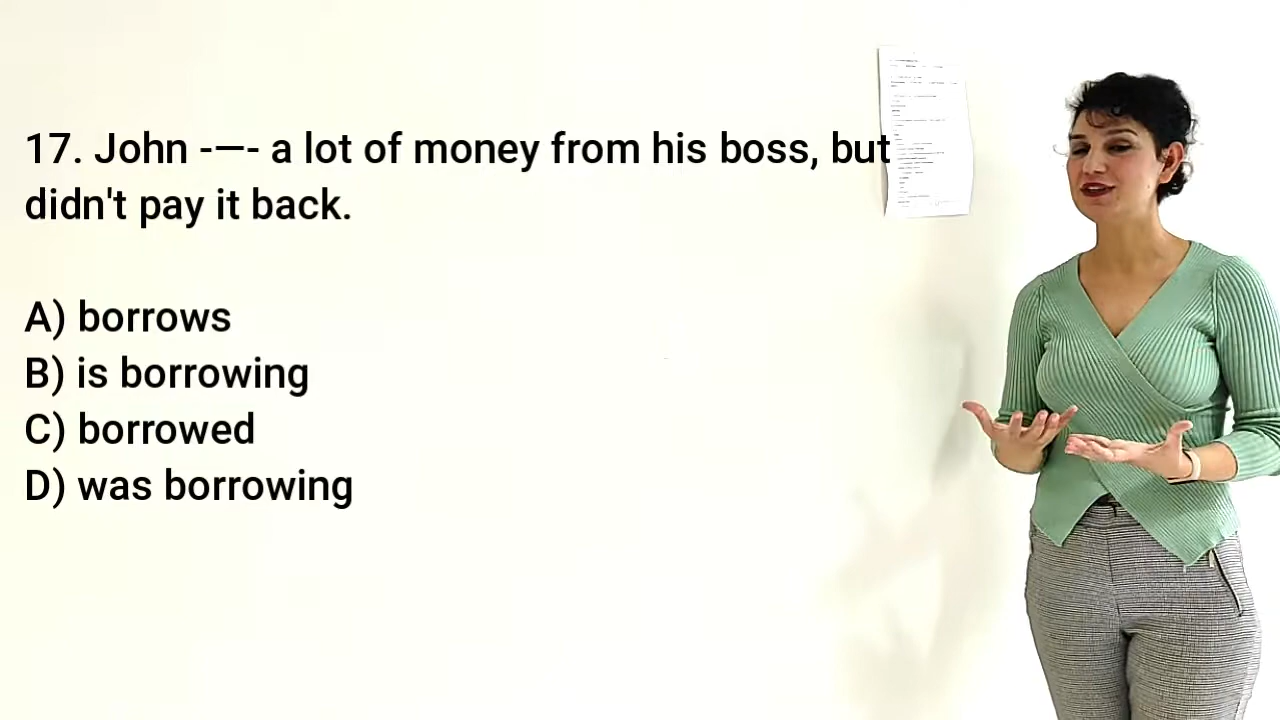 17. John -—- a lot of money from his boss, but
didn't pay it back.
A) borrows
B) is borrowing
C) borrowed
D) was borrowing